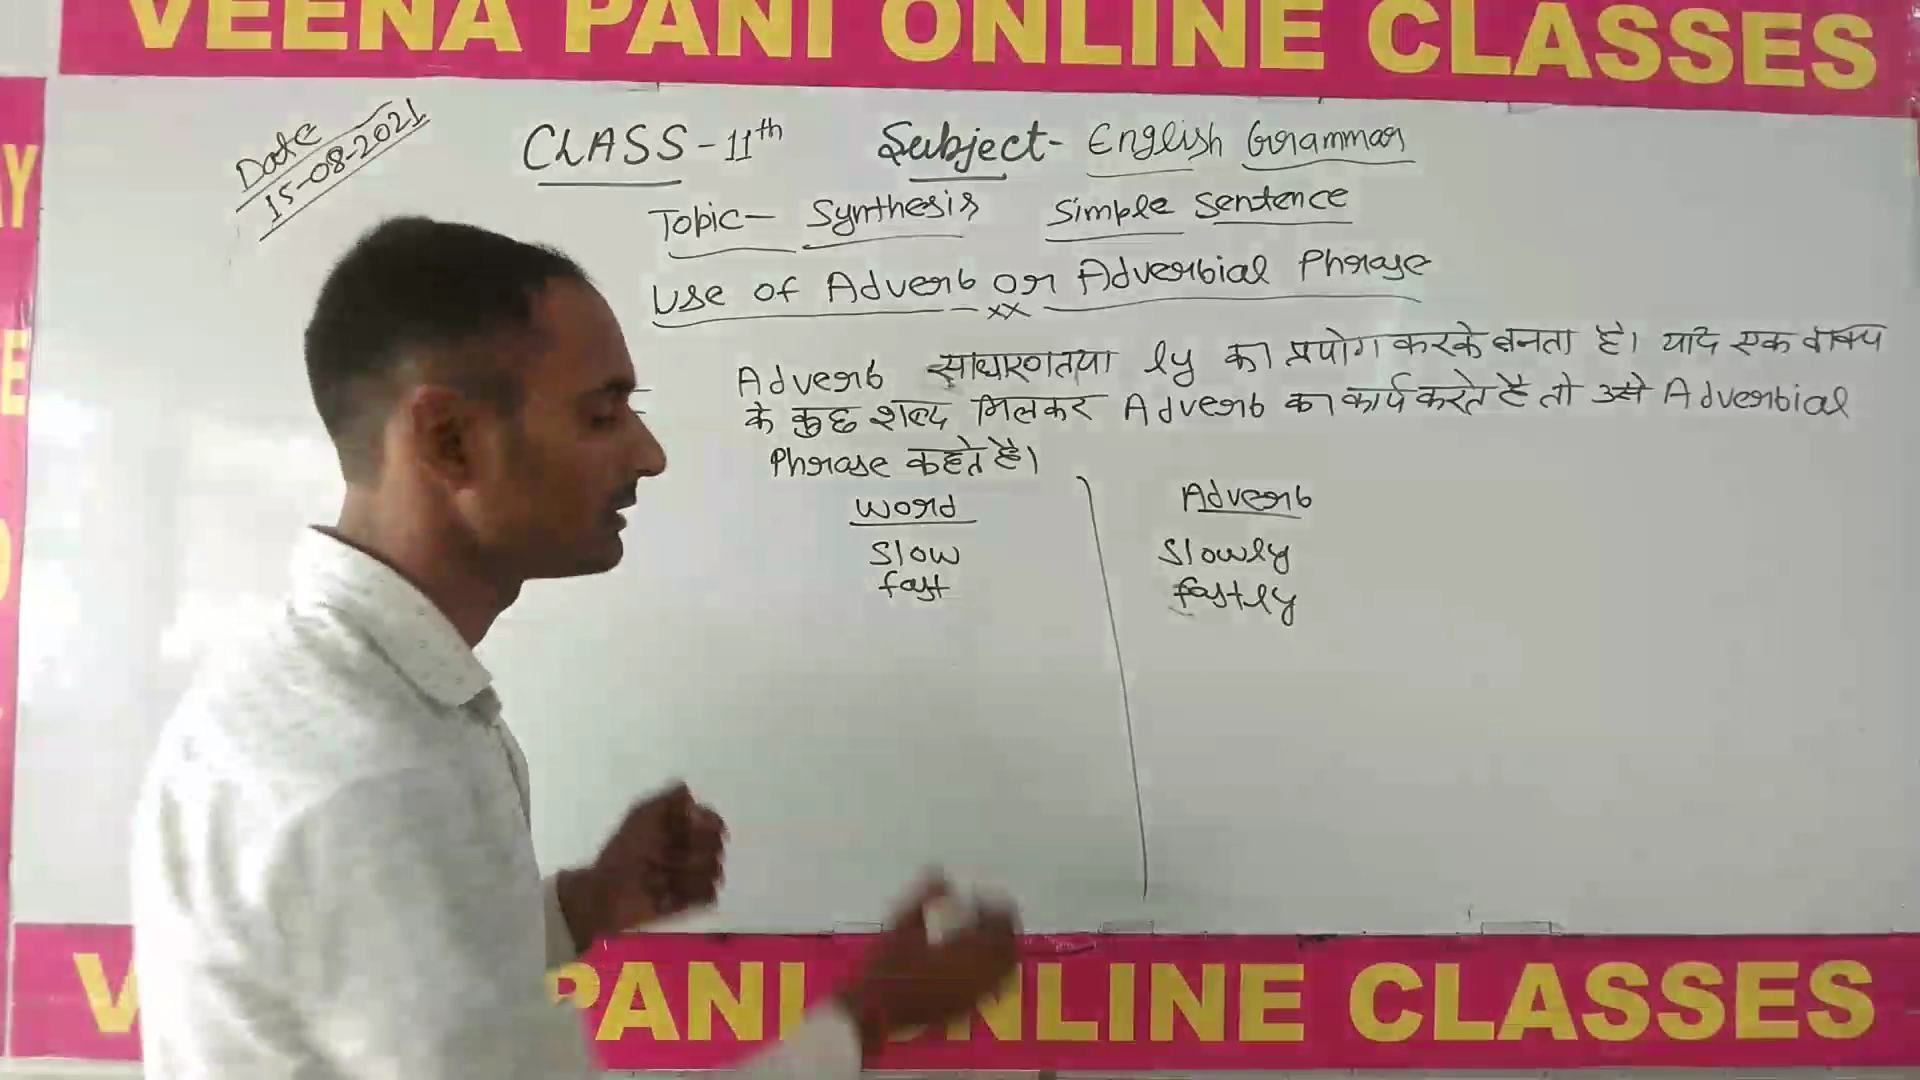 VEENA PANI ONLINE CLASSES
Date
15-08-2021
CLASS - 11th Subject - English Grammar
Topic - Synthesis Simple Sentence
Use of Adverb or Adverbial Phrase
Adverb साधारणतया ly का प्रयोग करके बनता है। यदि एक वाक्य
के कुछ शब्द मिलकर Adverb का कार्य करते है तो उसे Adverbial
Phrase कहते है।
Word Adverb
Slow Slowly
fast fastly
PANI ONLINE CLASSES